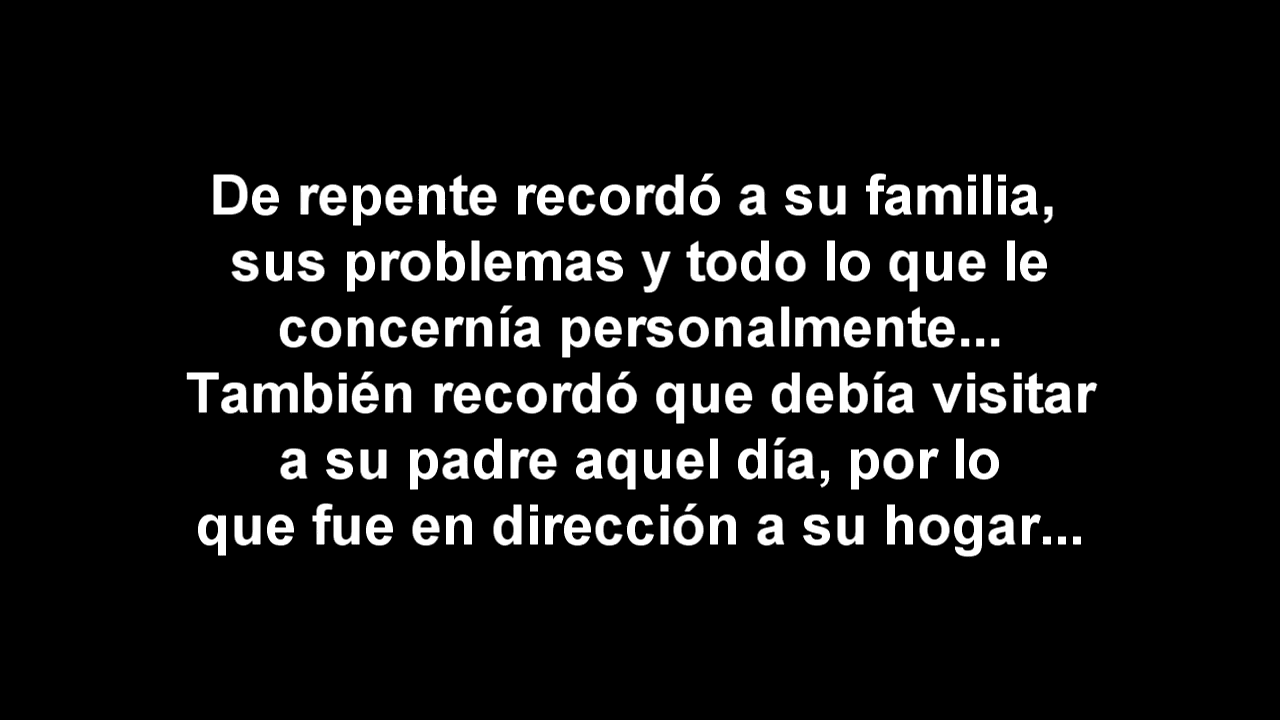 De repente recordó a su familia,
sus problemas y todo lo que le
concernía personalmente...
También recordó que debía visitar
a su padre aquel día, por lo
que fue en dirección a su hogar...